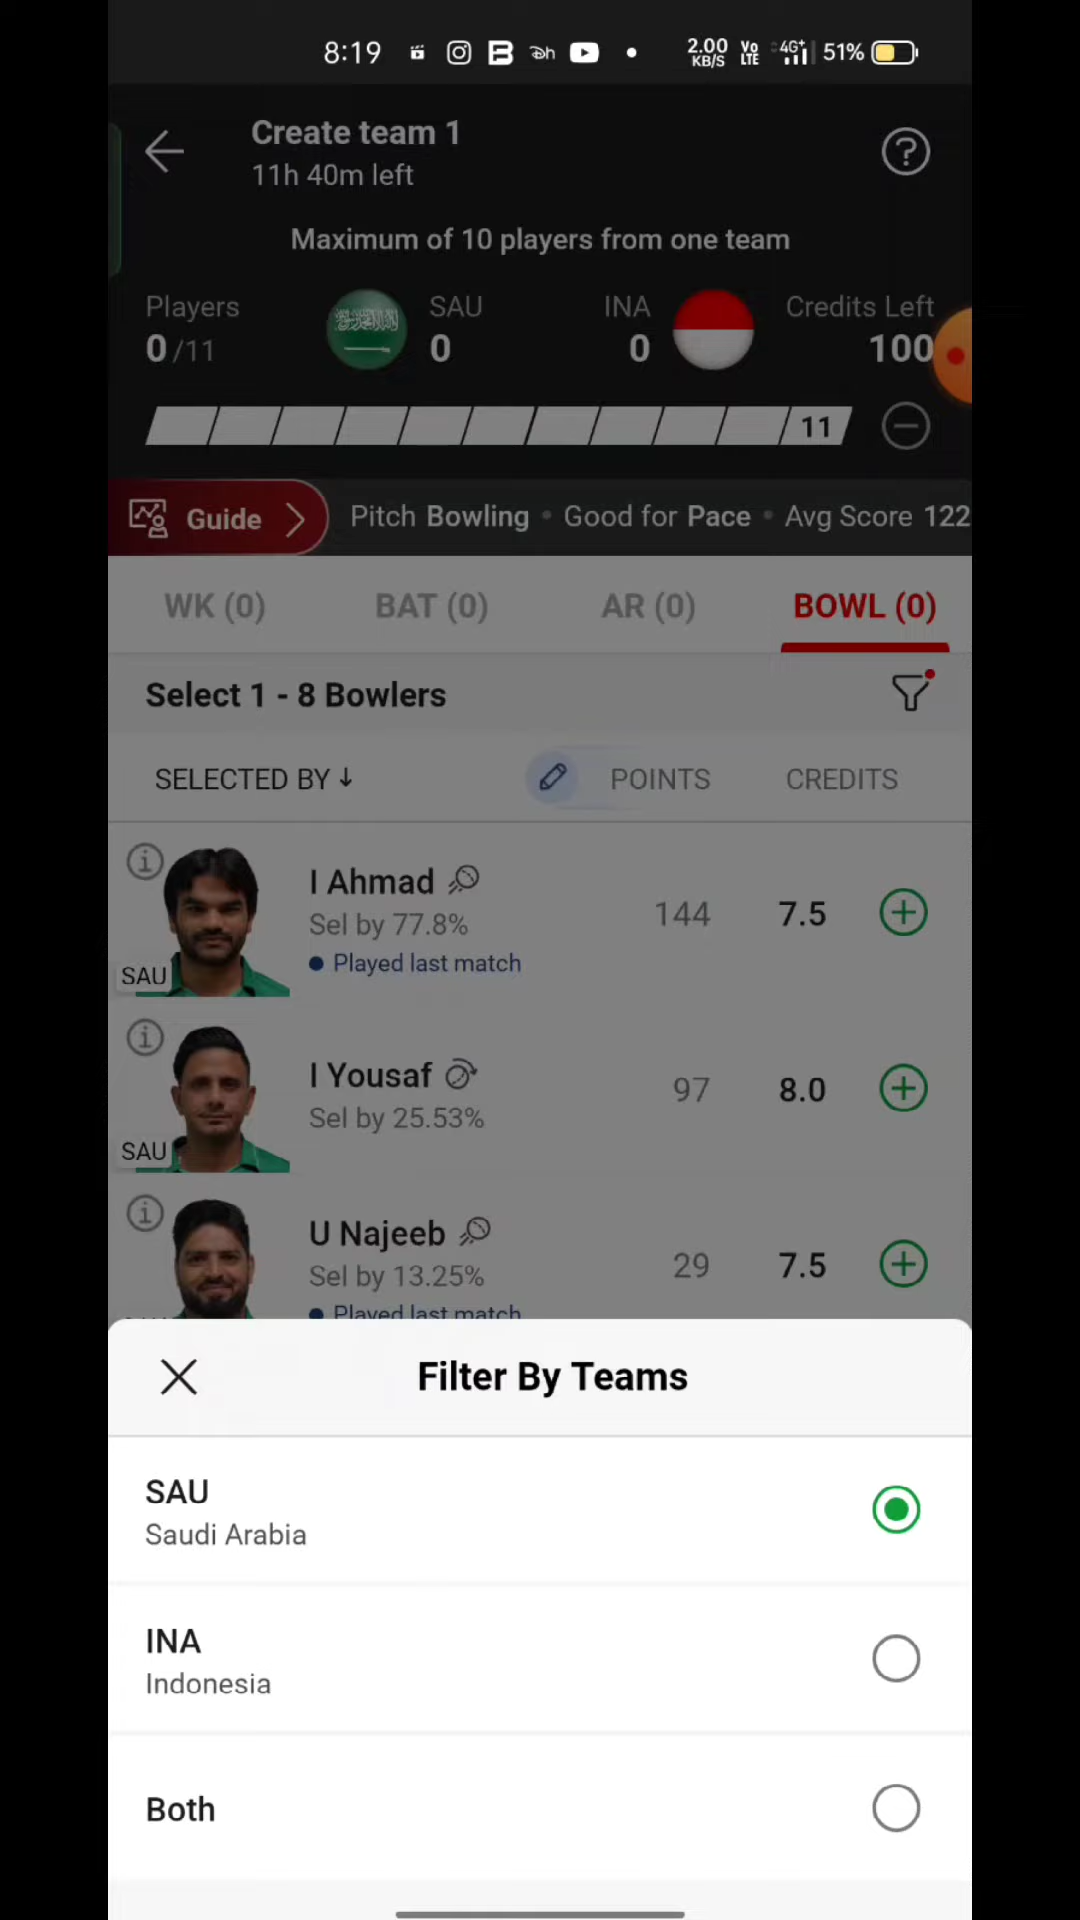 8:19 2.00 KB/S Vo LTE 4G+ 51%
Create team 1
11h 40m left
Maximum of 10 players from one team
Players SAU INA Credits Left
0/11 0 0 100
11
Guide Pitch Bowling • Good for Pace • Avg Score 122
WK (0) BAT (0) AR (0) BOWL (0)
Select 1 - 8 Bowlers
SELECTED BY ↓ POINTS CREDITS
I Ahmad
Sel by 77.8%
144 7.5
Played last match
SAU
I Yousaf
97 8.0
Sel by 25.53%
SAU
U Najeeb
Sel by 13.25%
29 7.5
Played last match
Filter By Teams
SAU
Saudi Arabia
INA
Indonesia
Both